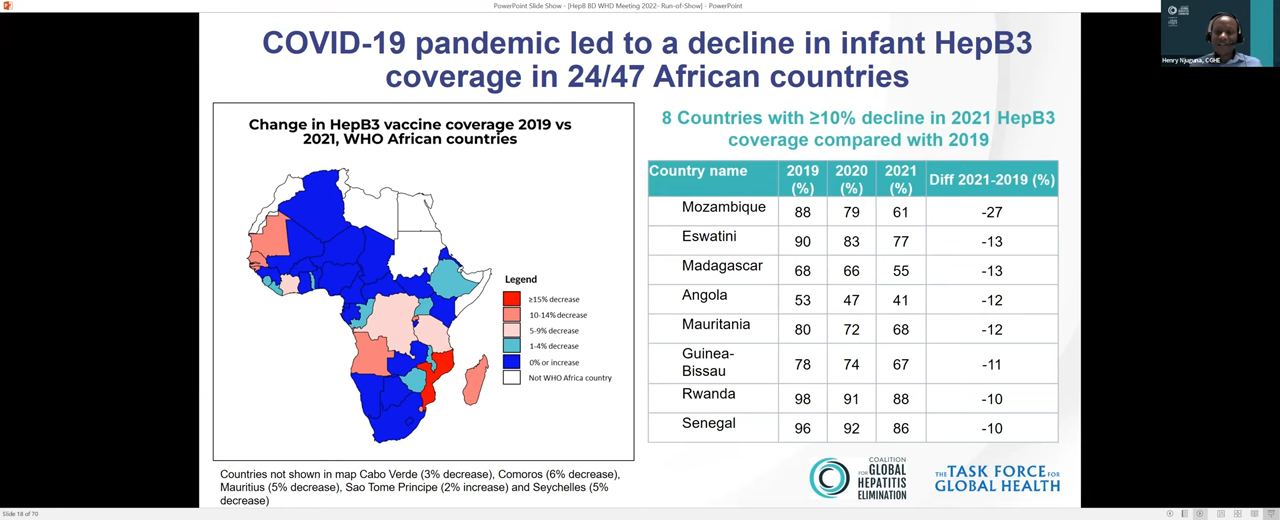 PowerPoint Slide Show - [HepB BD WHD Meeting 2022- Run-of-Show] - PowerPoint
COVID-19 pandemic led to a decline in infant HepB3
coverage in 24/47 African countries
Henry Njuguna, CGHE
Change in HepB3 vaccine coverage 2019 vs
2021, WHO African countries
Legend
≥15% decrease
10-14% decrease
5-9% decrease
1-4% decrease
0% or increase
Not WHO Africa country
Countries not shown in map Cabo Verde (3% decrease), Comoros (6% decrease),
Mauritius (5% decrease), Sao Tome Principe (2% increase) and Seychelles (5%
decrease)
8 Countries with ≥10% decline in 2021 HepB3
coverage compared with 2019
Country name 2019 (%) 2020 (%) 2021 (%) Diff 2021-2019 (%)
Mozambique 88 79 61 -27
Eswatini 90 83 77 -13
Madagascar 68 66 55 -13
Angola 53 47 41 -12
Mauritania 80 72 68 -12
Guinea-
Bissau 78 74 67 -11
Rwanda 98 91 88 -10
Senegal 96 92 86 -10
COALITION
FOR GLOBAL
HEPATITIS
ELIMINATION
THE TASK FORCE FOR
GLOBAL HEALTH
Slide 18 of 70